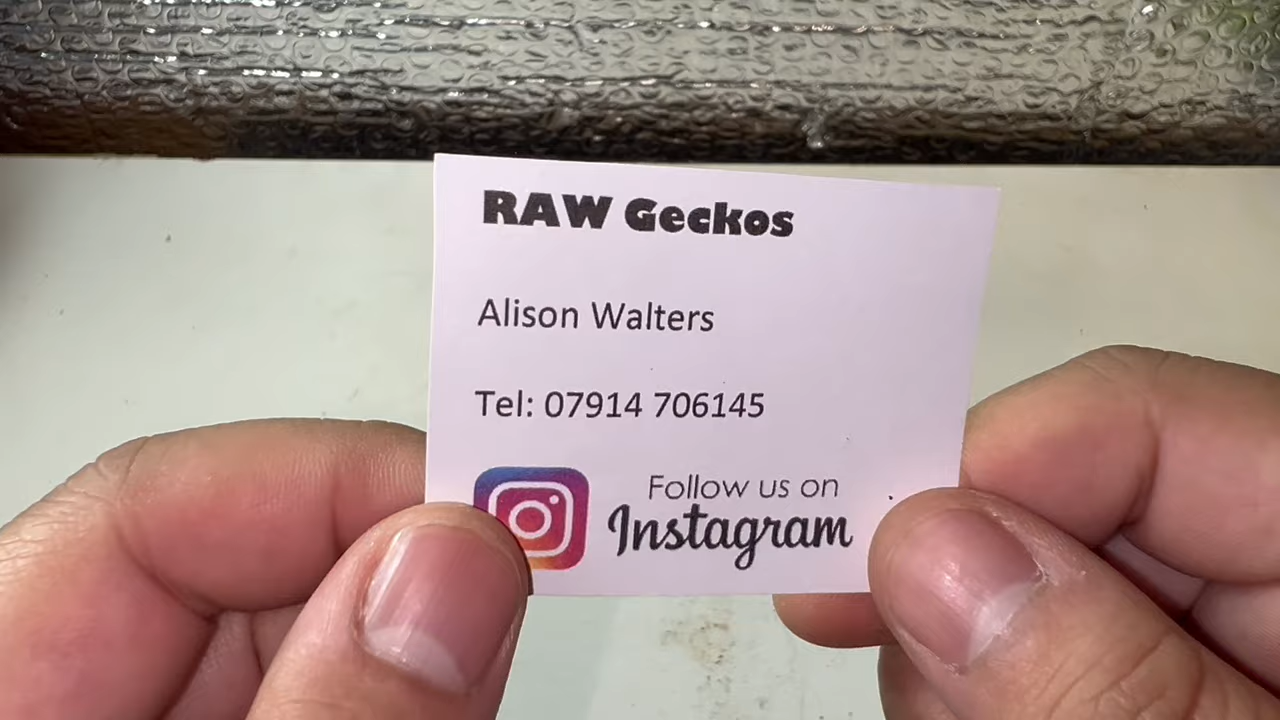 RAW Geckos
Alison Walters
Tel: 07914 706145
Follow us on
Instagram